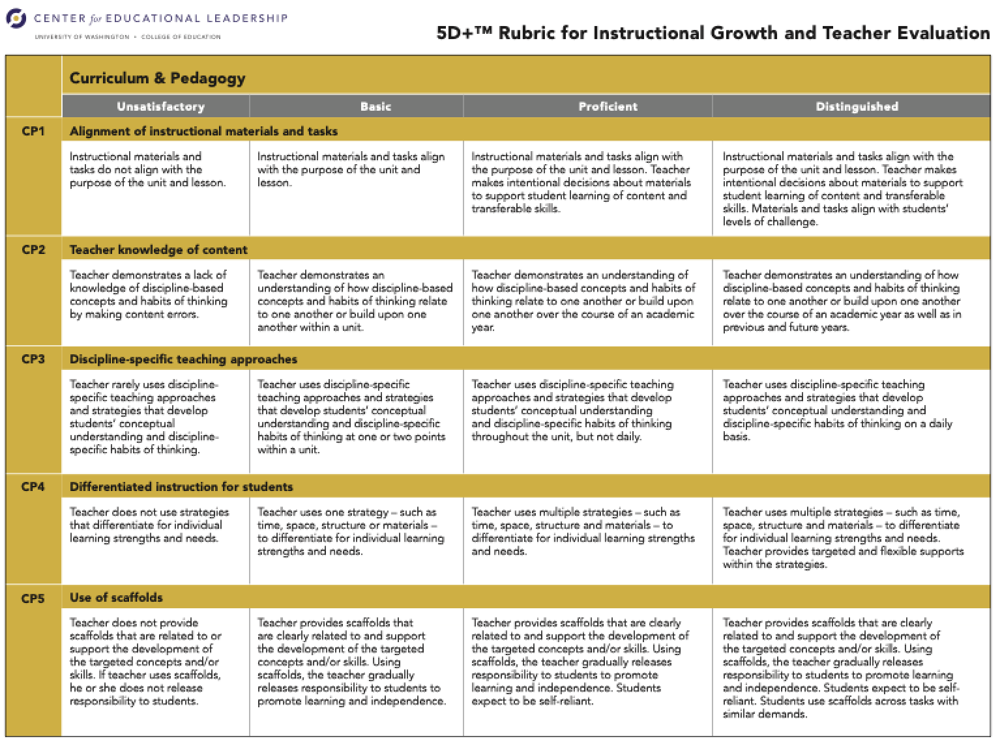 CENTER for EDUCATIONAL LEADERSHIP
UNIVERSITY OF WASHINGTON • COLLEGE OF EDUCATION
5D+™ Rubric for Instructional Growth and Teacher Evaluation
Curriculum & Pedagogy
Unsatisfactory
Basic
Proficient
Distinguished
CP1
Alignment of instructional materials and tasks
Instructional materials and
tasks do not align with the
purpose of the unit and lesson.
Instructional materials and tasks align
with the purpose of the unit and
lesson.
Instructional materials and tasks align with
the purpose of the unit and lesson. Teacher
makes intentional decisions about materials
to support student learning of content and
transferable skills.
Instructional materials and tasks align with the
purpose of the unit and lesson. Teacher makes
intentional decisions about materials to support
student learning of content and transferable
skills. Materials and tasks align with students'
levels of challenge.
CP2
Teacher knowledge of content
Teacher demonstrates a lack of
knowledge of discipline-based
concepts and habits of thinking
by making content errors.
Teacher demonstrates an
understanding of how discipline-based
concepts and habits of thinking relate
to one another or build upon one
another within a unit.
Teacher demonstrates an understanding of
how discipline-based concepts and habits of
thinking relate to one another or build upon
one another over the course of an academic
year.
Teacher demonstrates an understanding of how
discipline-based concepts and habits of thinking
relate to one another or build upon one another
over the course of an academic year as well as in
previous and future years.
CP3
Discipline-specific teaching approaches
Teacher rarely uses discipline-
specific teaching approaches
and strategies that develop
students' conceptual
understanding and discipline-
specific habits of thinking.
Teacher uses discipline-specific
teaching approaches and strategies
that develop students' conceptual
understanding and discipline-specific
habits of thinking at one or two points
within a unit.
Teacher uses discipline-specific teaching
approaches and strategies that develop
students' conceptual understanding
and discipline-specific habits of thinking
throughout the unit, but not daily.
Teacher uses discipline-specific teaching
approaches and strategies that develop
students' conceptual understanding and
discipline-specific habits of thinking on a daily
basis.
CP4
Differentiated instruction for students
Teacher does not use strategies
that differentiate for individual
learning strengths and needs.
Teacher uses one strategy – such as
time, space, structure or materials –
to differentiate for individual learning
strengths and needs.
Teacher uses multiple strategies – such as
time, space, structure and materials – to
differentiate for individual learning strengths
and needs.
Teacher uses multiple strategies – such as time,
space, structure and materials – to differentiate
for individual learning strengths and needs.
Teacher provides targeted and flexible supports
within the strategies.
CP5
Use of scaffolds
Teacher does not provide
scaffolds that are related to or
support the development of
the targeted concepts and/or
skills. If teacher uses scaffolds,
he or she does not release
responsibility to students.
Teacher provides scaffolds that
are clearly related to and support
the development of the targeted
concepts and/or skills. Using
scaffolds, the teacher gradually
releases responsibility to students to
promote learning and independence.
Teacher provides scaffolds that are clearly
related to and support the development of
the targeted concepts and/or skills. Using
scaffolds, the teacher gradually releases
responsibility to students to promote
learning and independence. Students
expect to be self-reliant.
Teacher provides scaffolds that are clearly
related to and support the development of
the targeted concepts and/or skills. Using
scaffolds, the teacher gradually releases
responsibility to students to promote learning
and independence. Students expect to be self-
reliant. Students use scaffolds across tasks with
similar demands.